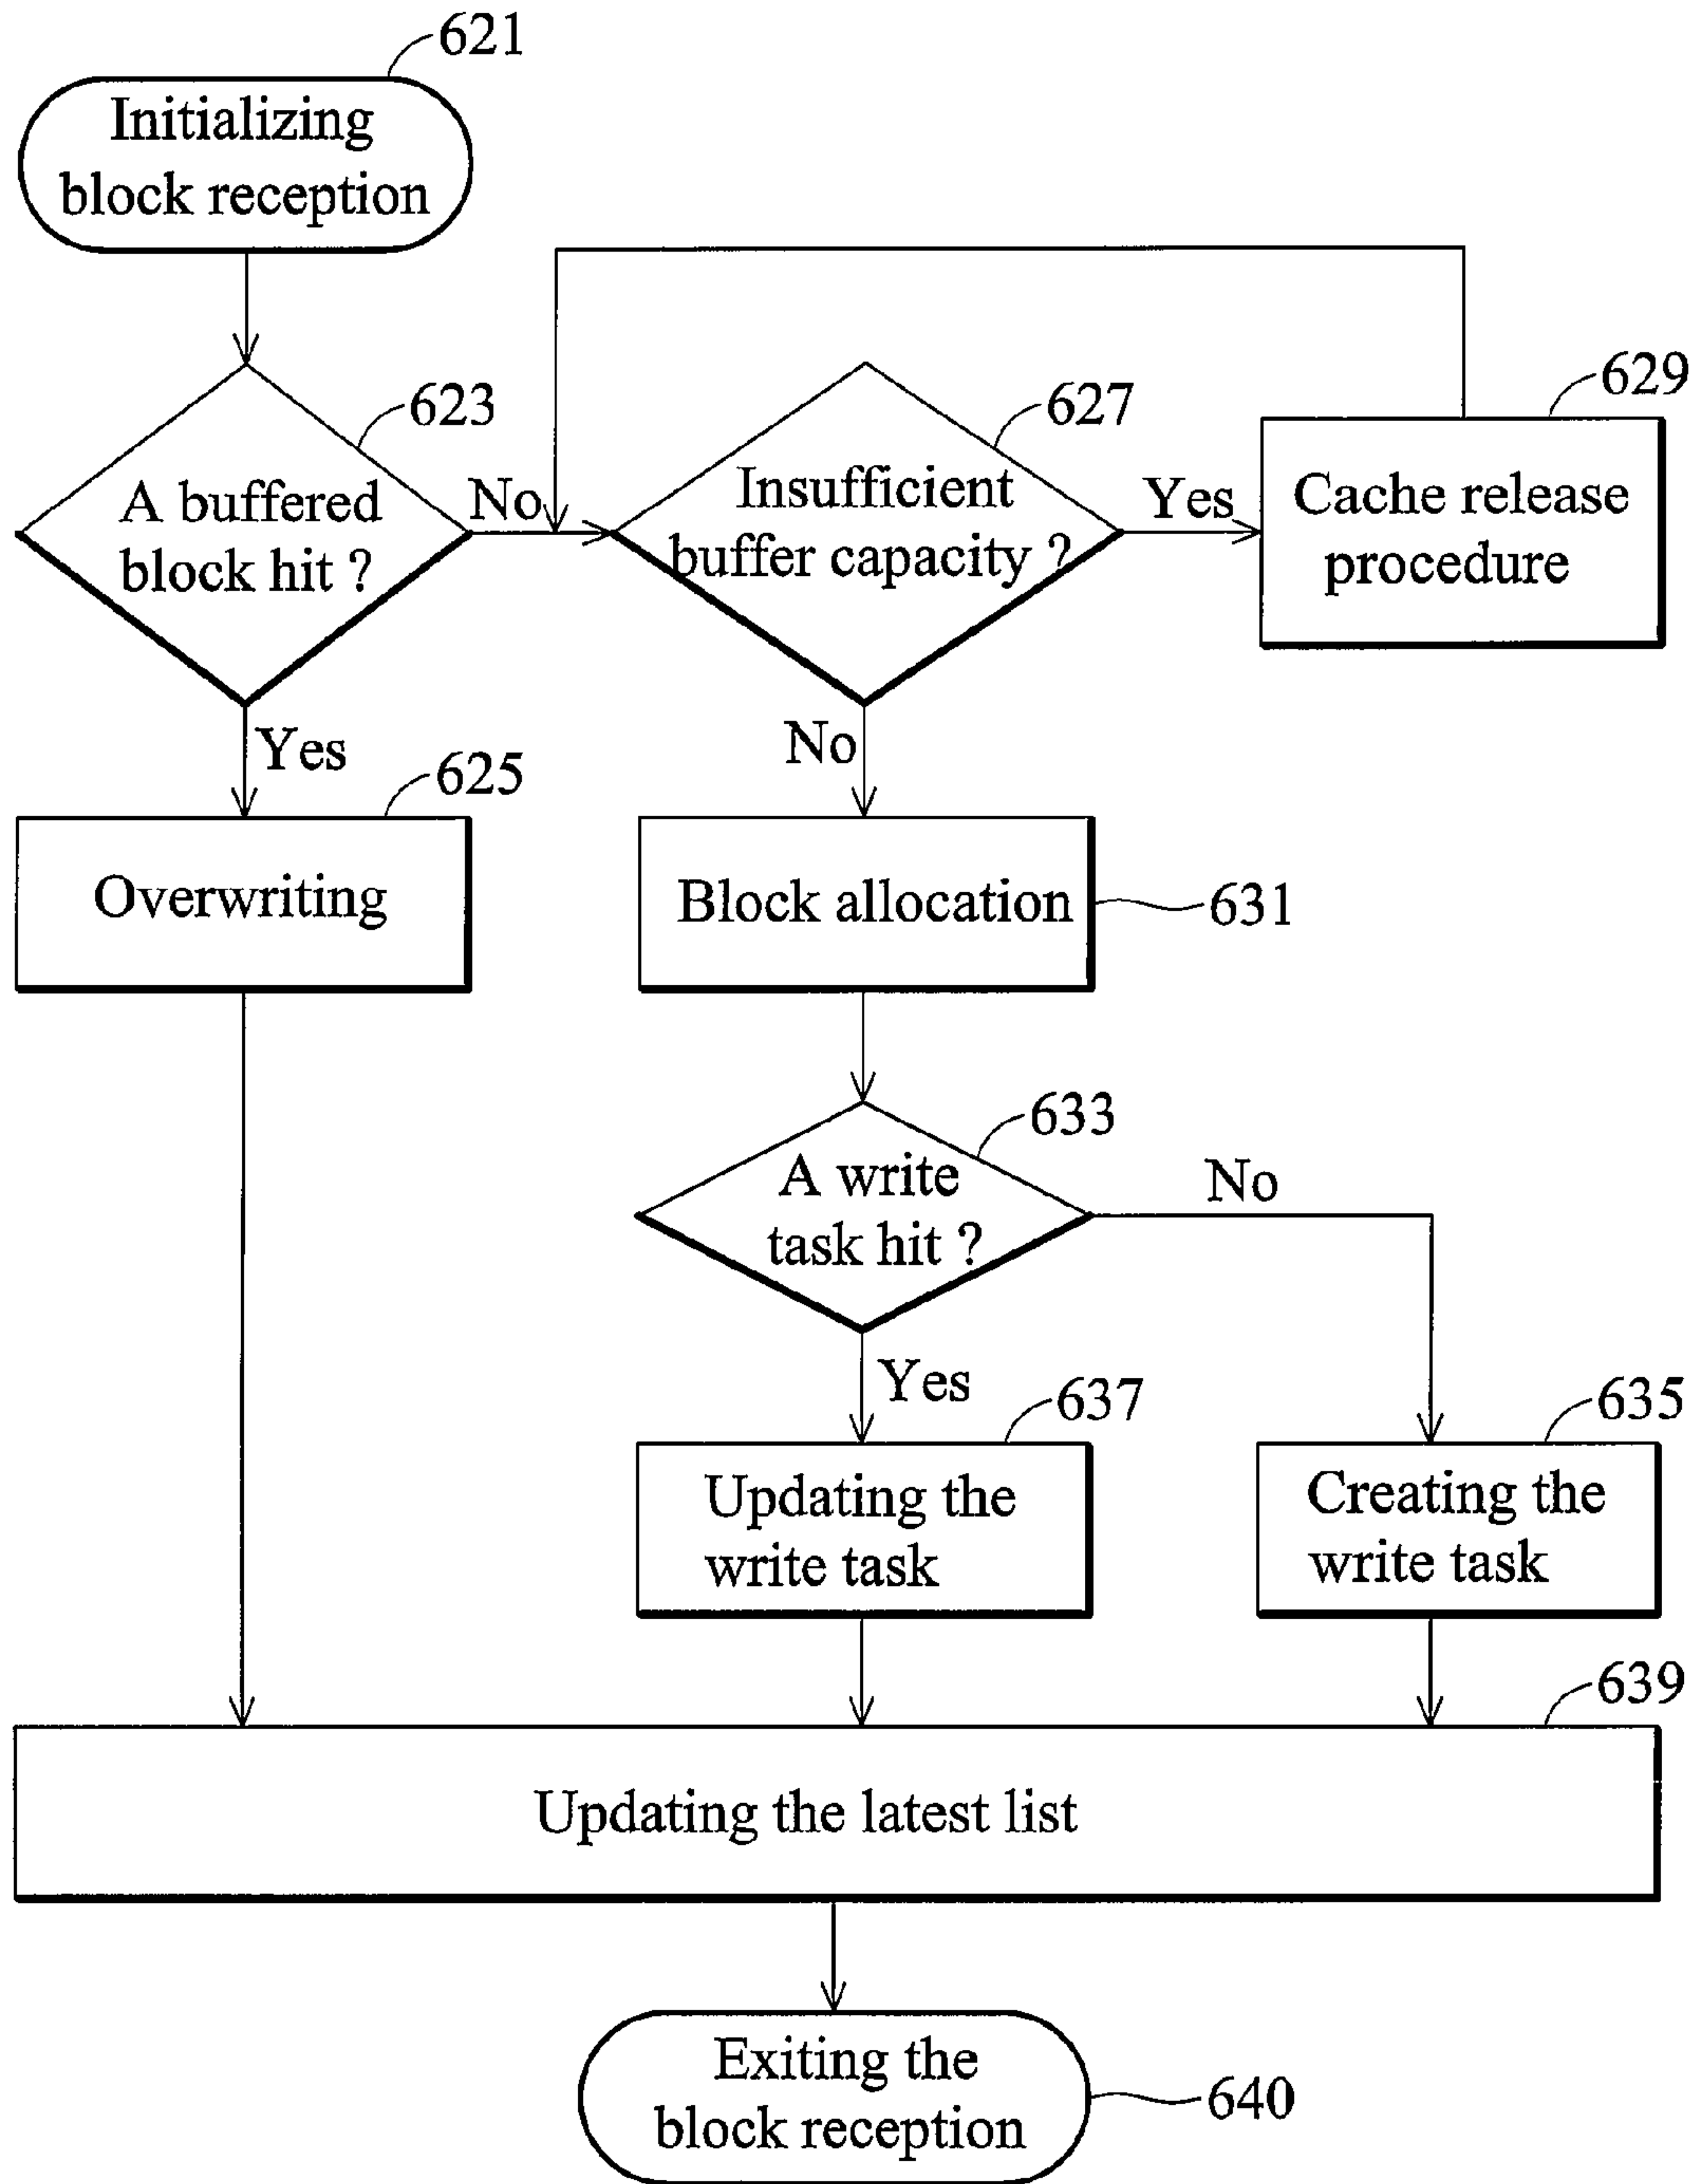 621
Initializing
block reception
623
A buffered
block hit ?
No
627
Insufficient
buffer capacity ?
Yes
629
Cache release
procedure
Yes
625
Overwriting
No
Block allocation
631
633
A write
task hit ?
No
Yes
637
Updating the
write task
635
Creating the
write task
639
Updating the latest list
Exiting the
block reception
640